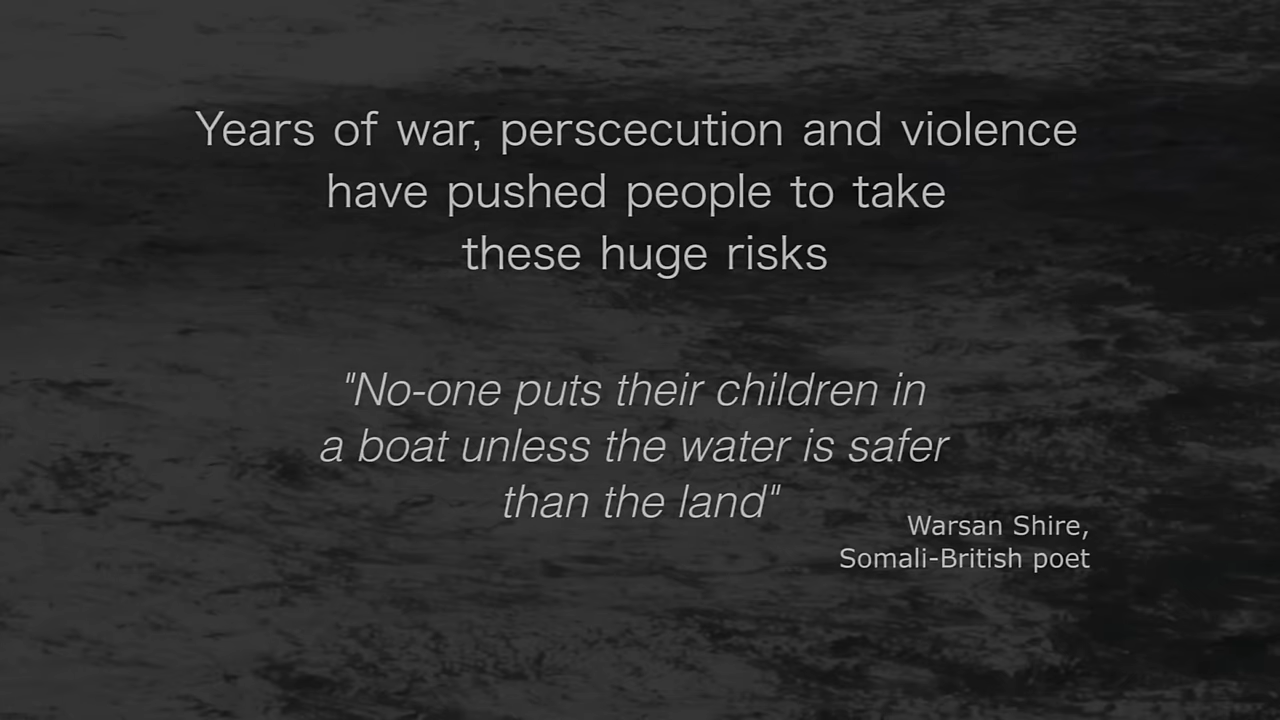 Years of war, perscecution and violence
have pushed people to take
these huge risks
"No-one puts their children in
a boat unless the water is safer
than the land"
Warsan Shire,
Somali-British poet